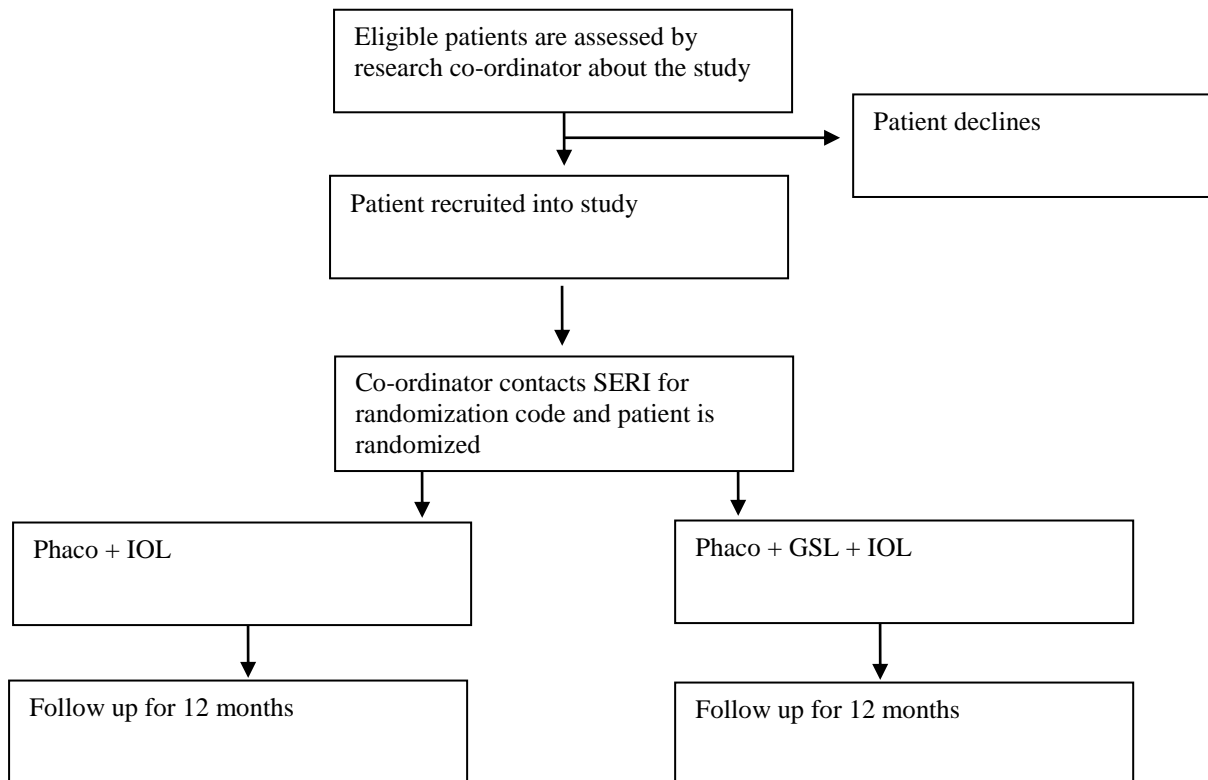 Eligible patients are assessed by
research co-ordinator about the study
Patient declines
Patient recruited into study
Co-ordinator contacts SERI for
randomization code and patient is
randomized
Phaco + IOL
Phaco + GSL + IOL
Follow up for 12 months
Follow up for 12 months